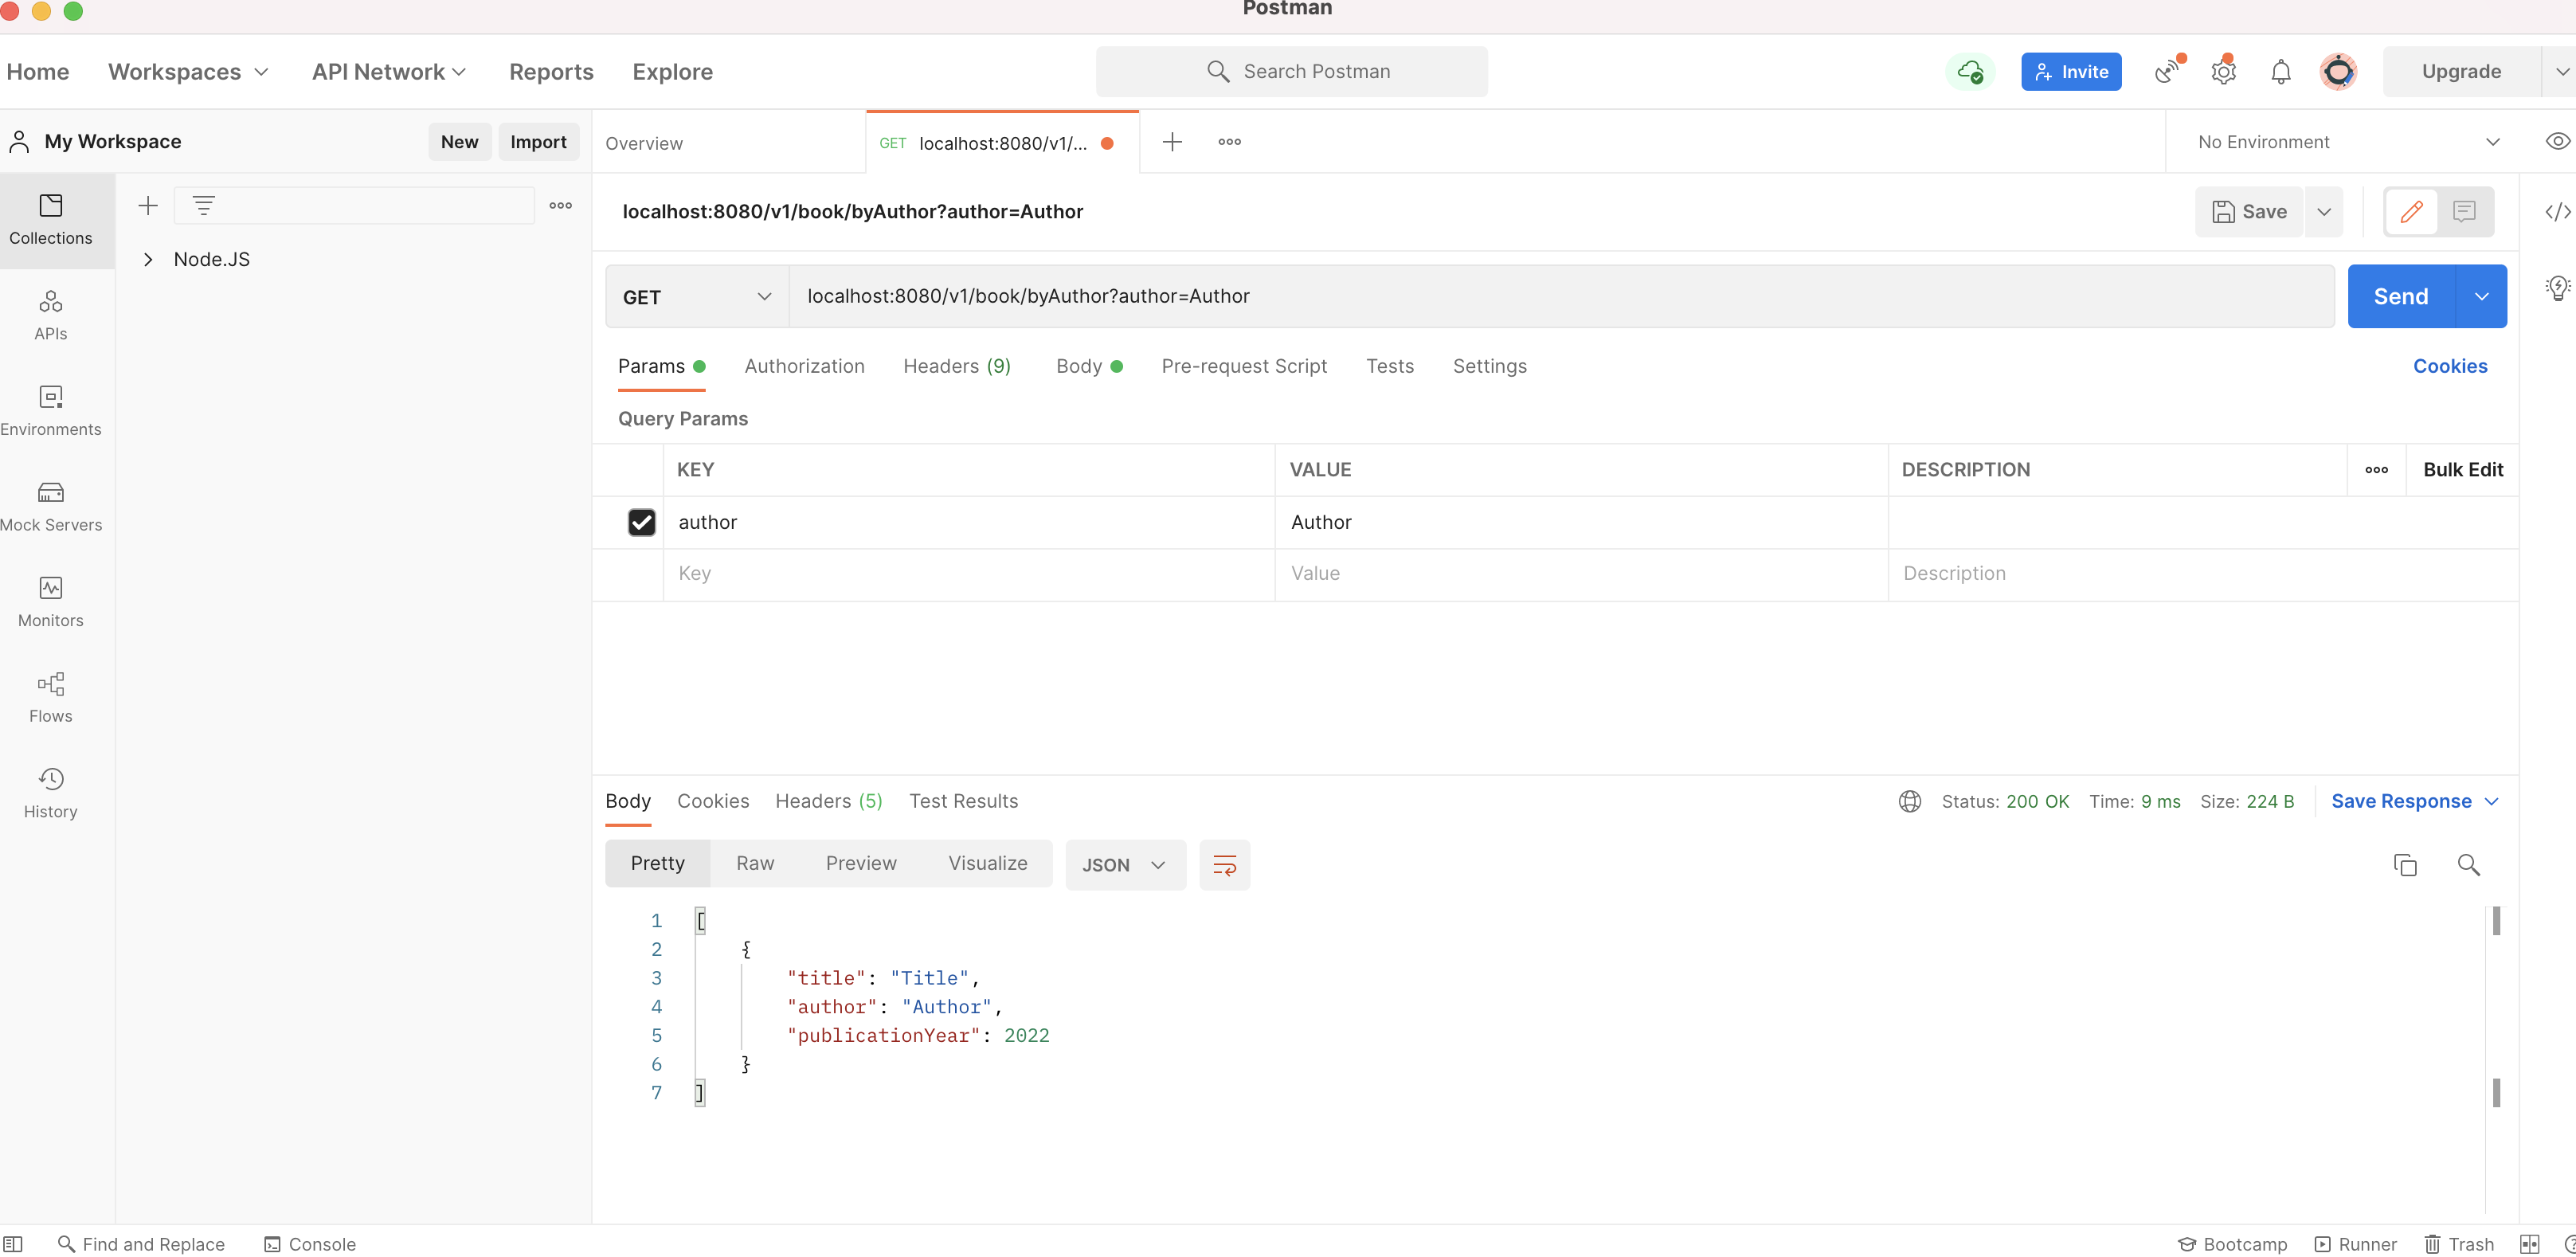 Postman
Home Workspaces API Network Reports Explore Search Postman Invite Upgrade
My Workspace New Import Overview GET localhost:8080/v1/... No Environment
Collections
Node.JS
APIs
Environments
Mock Servers
Monitors
Flows
History
localhost:8080/v1/book/byAuthor?author=Author Save
GET localhost:8080/v1/book/byAuthor?author=Author Send
Params Authorization Headers (9) Body Pre-request Script Tests Settings Cookies
Query Params
KEY VALUE DESCRIPTION Bulk Edit
author Author
Key Value Description
Body Cookies Headers (5) Test Results Status: 200 OK Time: 9 ms Size: 224 B Save Response
Pretty Raw Preview Visualize JSON
1 [
2 {
3 "title": "Title",
4 "author": "Author",
5 "publicationYear": 2022
6 }
7 ]
Find and Replace Console Bootcamp Runner Trash